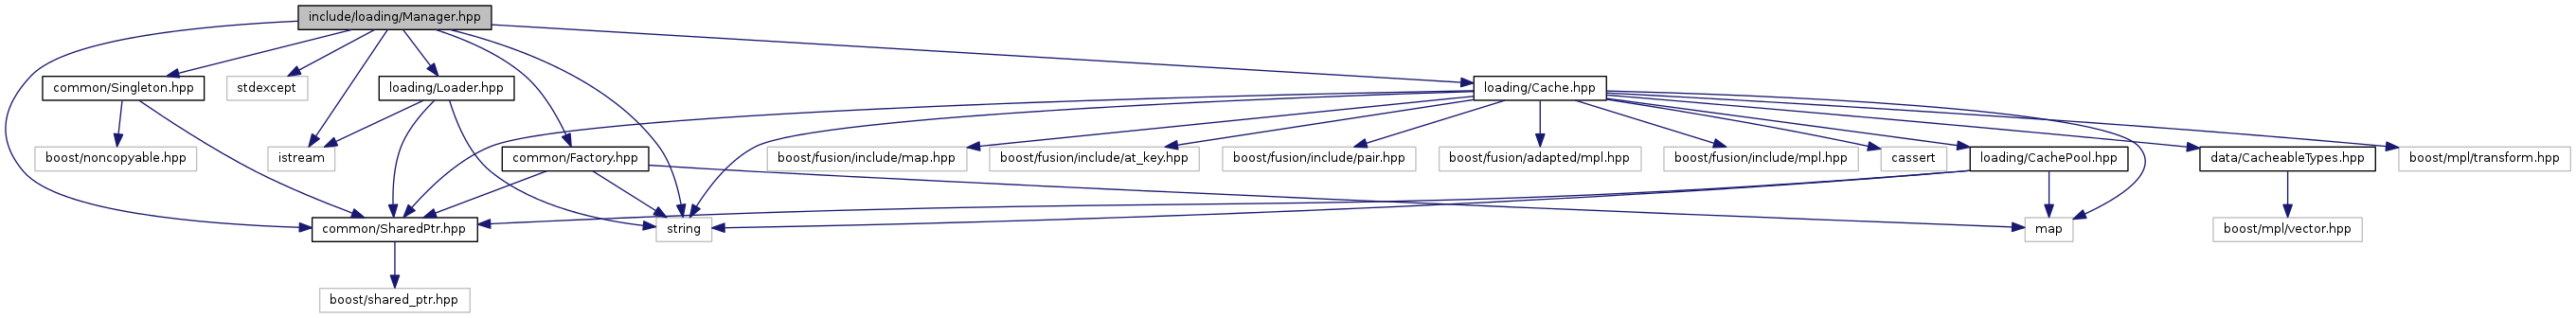 include/loading/Manager.hpp
common/Singleton.hpp
stdexcept
loading/Loader.hpp
loading/Cache.hpp
boost/noncopyable.hpp
istream
common/Factory.hpp
boost/fusion/include/map.hpp
boost/fusion/include/at_key.hpp
boost/fusion/include/pair.hpp
boost/fusion/adapted/mpl.hpp
boost/fusion/include/mpl.hpp
cassert
loading/CachePool.hpp
data/CacheableTypes.hpp
boost/mpl/transform.hpp
common/SharedPtr.hpp
string
map
boost/mpl/vector.hpp
boost/shared_ptr.hpp